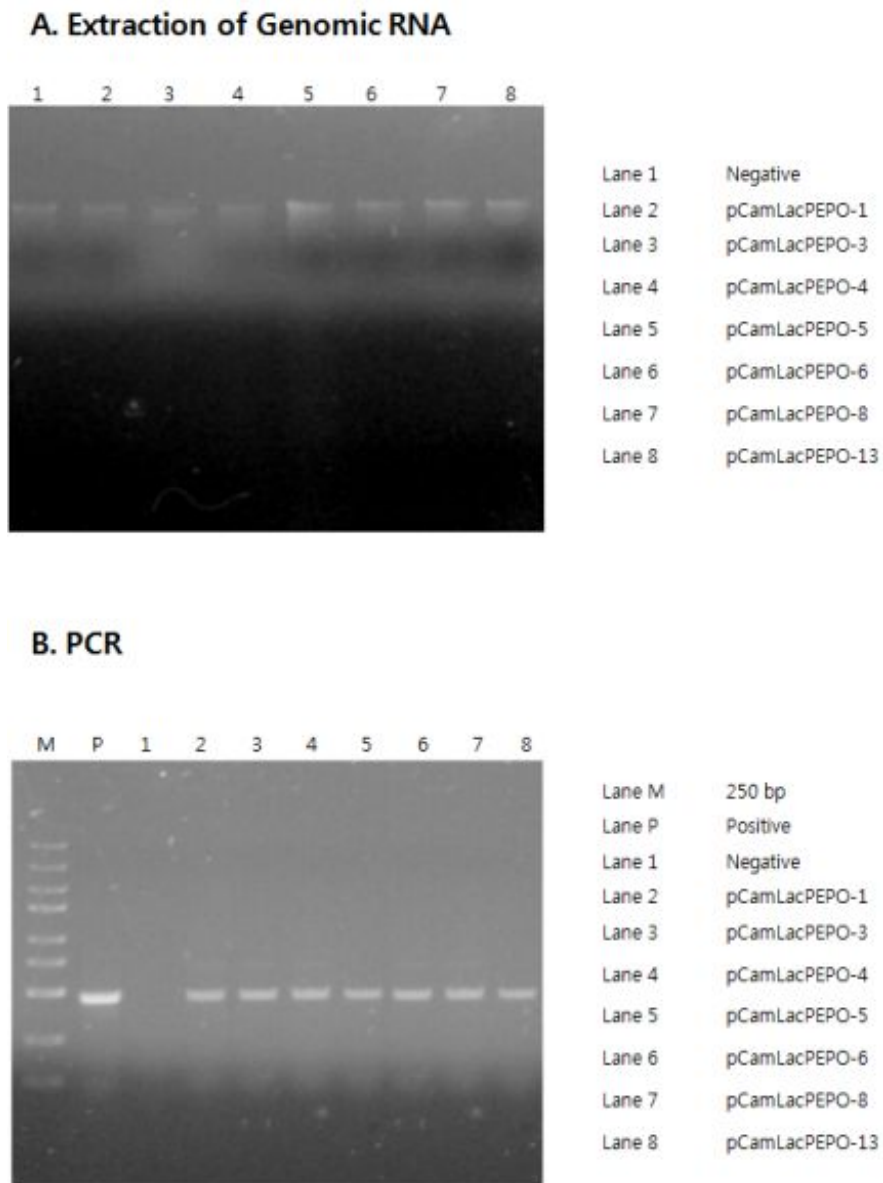 A. Extraction of Genomic RNA
1 2 3 4 5 6 7 8
Lane 1 Negative
Lane 2 pCamLacPEPO-1
Lane 3 pCamLacPEPO-3
Lane 4 pCamLacPEPO-4
Lane 5 pCamLacPEPO-5
Lane 6 pCamLacPEPO-6
Lane 7 pCamLacPEPO-8
Lane 8 pCamLacPEPO-13
B. PCR
M P 1 2 3 4 5 6 7 8
Lane M 250 bp
Lane P Positive
Lane 1 Negative
Lane 2 pCamLacPEPO-1
Lane 3 pCamLacPEPO-3
Lane 4 pCamLacPEPO-4
Lane 5 pCamLacPEPO-5
Lane 6 pCamLacPEPO-6
Lane 7 pCamLacPEPO-8
Lane 8 pCamLacPEPO-13